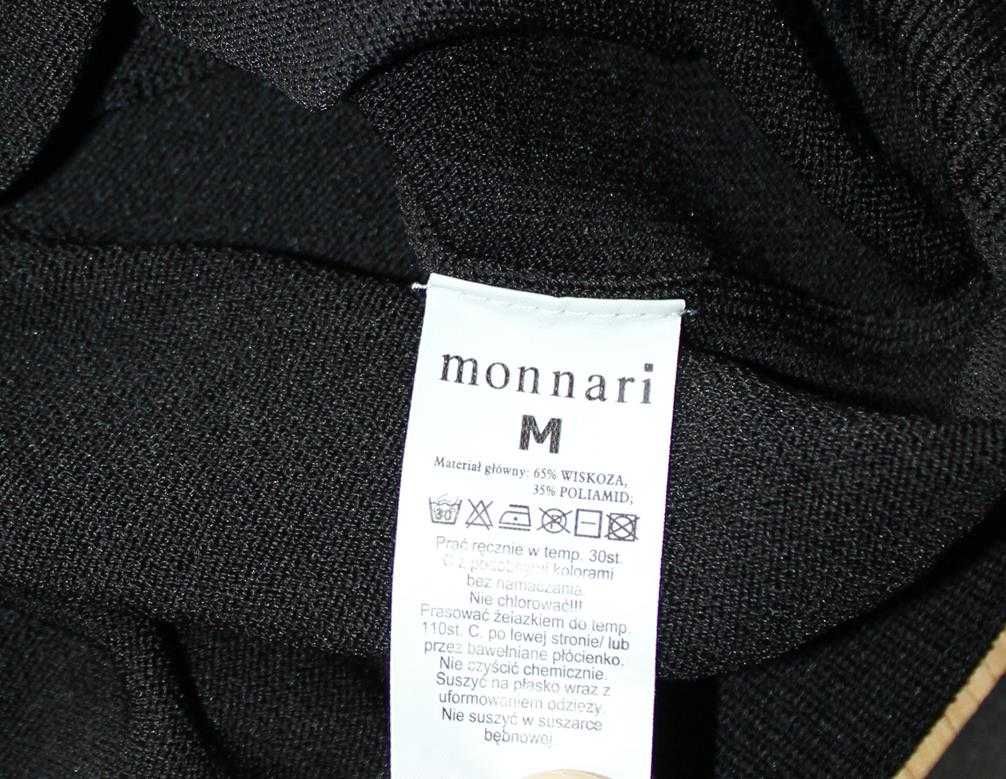 monnari
M
Materiał główny: 65% WISKOZA,
35% POLIAMID;
30
Prać ręcznie w temp. 30st.
C z kolorami
bez namaczania.
Nie chlorować!!!
Prasować żelazkiem do temp.
110st. C. po lewej stronie/ lub
przez bawełniane płócienko.
Nie czyścić chemicznie.
Suszyć na płasko wraz z
uformowaniem odzieży.
Nie suszyć w suszarce
bębnowej.